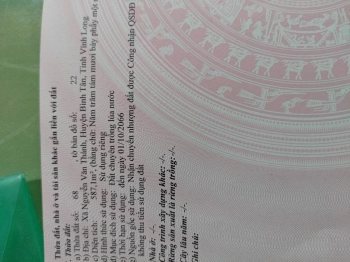 Thửa đất, nhà ở và tài sản khác gắn liền với đất
Thửa đất:
a) Thửa đất số: 68 tờ bản đồ số: 22
b) Địa chỉ: Xã Nguyễn Văn Thảnh, Huyện Bình Tân, Tỉnh Vĩnh Long
c) Diện tích: 587,1m², (bằng chữ: Năm trăm tám mươi bảy phẩy một
d) Hình thức sử dụng: Sử dụng riêng
đ) Mục đích sử dụng: Đất chuyên trồng lúa nước
e) Thời hạn sử dụng: đến ngày 01/10/2066
g) Nguồn gốc sử dụng: Nhận chuyển nhượng đất được Công nhận QSDĐ
không thu tiền sử dụng đất
Nhà ở: -/-.
Công trình xây dựng khác: -/-.
Rừng sản xuất là rừng trồng: -/-.
Cây lâu năm: -/-.
Ghi chú: